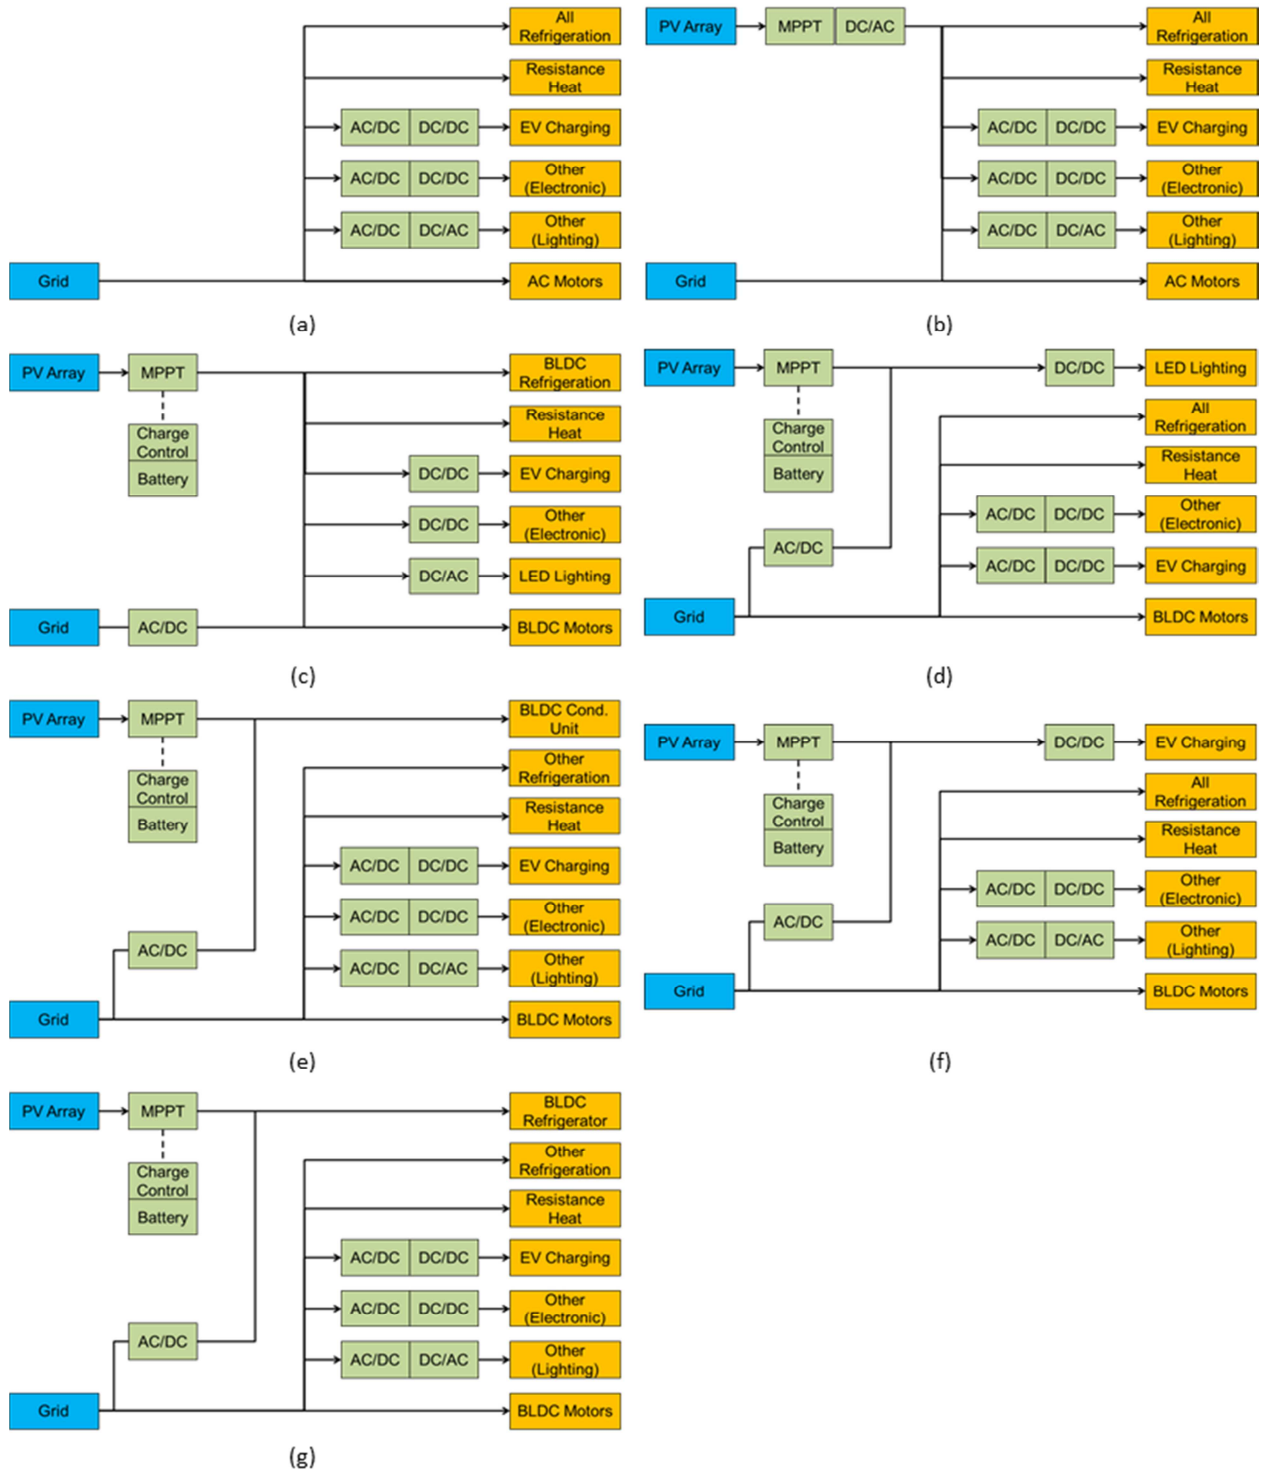 All
Refrigeration
Resistance
Heat
AC/DC DC/DC EV Charging
AC/DC DC/DC Other
(Electronic)
AC/DC DC/AC Other
(Lighting)
Grid AC Motors
(a)
PV Array MPPT DC/AC All
Refrigeration
Resistance
Heat
AC/DC DC/DC EV Charging
AC/DC DC/DC Other
(Electronic)
AC/DC DC/AC Other
(Lighting)
Grid AC Motors
(b)
PV Array MPPT BLDC
Refrigeration
Charge
Control
Battery
Resistance
Heat
DC/DC EV Charging
DC/DC Other
(Electronic)
DC/AC LED Lighting
Grid AC/DC BLDC Motors
(c)
PV Array MPPT DC/DC LED Lighting
Charge
Control
Battery
All
Refrigeration
Resistance
Heat
AC/DC DC/DC Other
(Electronic)
AC/DC
AC/DC DC/DC EV Charging
Grid BLDC Motors
(d)
PV Array MPPT BLDC Cond.
Unit
Charge
Control
Battery
Other
Refrigeration
Resistance
Heat
AC/DC DC/DC EV Charging
AC/DC DC/DC Other
(Electronic)
AC/DC
AC/DC DC/AC Other
(Lighting)
Grid BLDC Motors
(e)
PV Array MPPT DC/DC EV Charging
Charge
Control
Battery
All
Refrigeration
Resistance
Heat
AC/DC DC/DC Other
(Electronic)
AC/DC
AC/DC DC/AC Other
(Lighting)
Grid BLDC Motors
(f)
PV Array MPPT BLDC
Refrigerator
Charge
Control
Battery
Other
Refrigeration
Resistance
Heat
AC/DC DC/DC EV Charging
AC/DC DC/DC Other
(Electronic)
AC/DC
AC/DC DC/AC Other
(Lighting)
Grid BLDC Motors
(g)